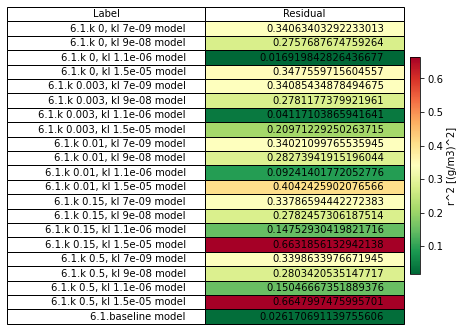 Label Residual
6.1.k 0, kl 7e-09 model 0.34063403292233013
6.1.k 0, kl 9e-08 model 0.2757687674759264
6.1.k 0, kl 1.1e-06 model 0.016919842826436677
6.1.k 0, kl 1.5e-05 model 0.3477559715604557
6.1.k 0.003, kl 7e-09 model 0.34085434878494675
6.1.k 0.003, kl 9e-08 model 0.2781177379921961
6.1.k 0.003, kl 1.1e-06 model 0.04117103865941641
6.1.k 0.003, kl 1.5e-05 model 0.20971229250263715
6.1.k 0.01, kl 7e-09 model 0.34021099765535945
6.1.k 0.01, kl 9e-08 model 0.28273941915196044
6.1.k 0.01, kl 1.1e-06 model 0.09241401772052776
6.1.k 0.01, kl 1.5e-05 model 0.4042425902076566
6.1.k 0.15, kl 7e-09 model 0.33786594442272383
6.1.k 0.15, kl 9e-08 model 0.2782457306187514
6.1.k 0.15, kl 1.1e-06 model 0.14752930419821716
6.1.k 0.15, kl 1.5e-05 model 0.6631856132942138
6.1.k 0.5, kl 7e-09 model 0.3398633976671945
6.1.k 0.5, kl 9e-08 model 0.2803420535147717
6.1.k 0.5, kl 1.1e-06 model 0.15046667351889376
6.1.k 0.5, kl 1.5e-05 model 0.6647997475995701
6.1.baseline model 0.026170691139755606
0.6
0.5
0.4
0.3
0.2
0.1
r^2 [(g/m3)^2]